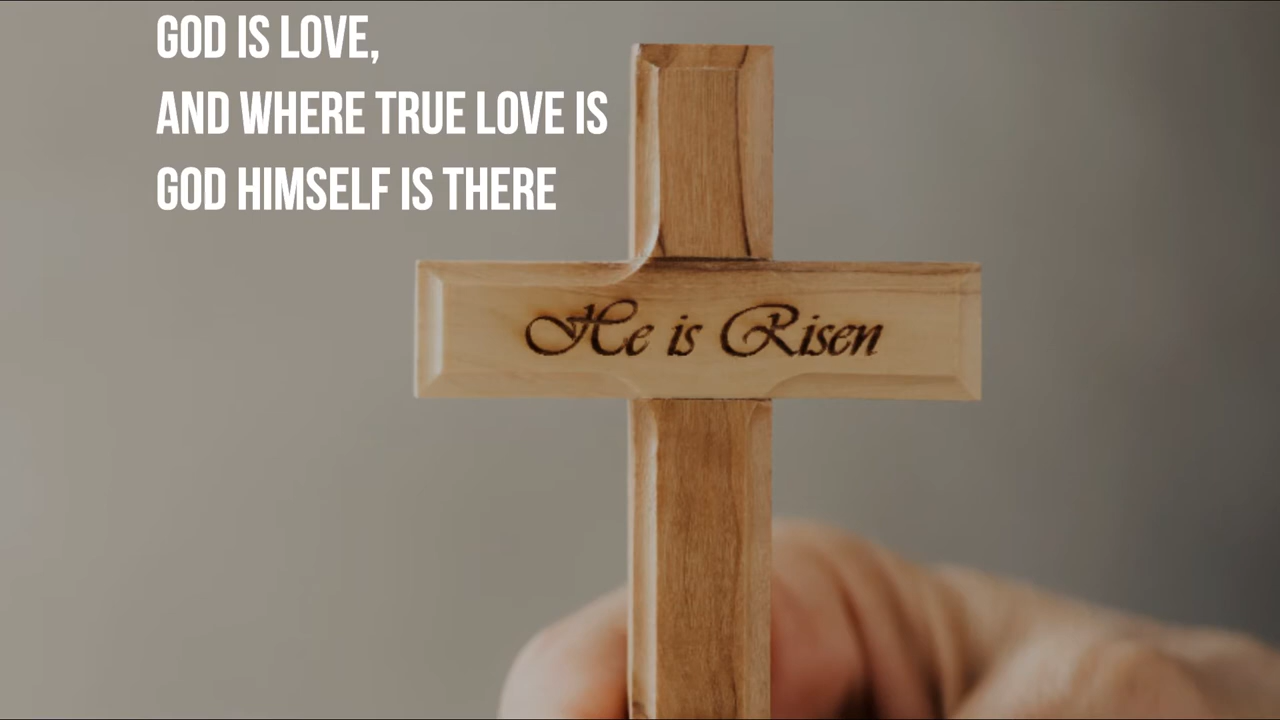 GOD IS LOVE,
AND WHERE TRUE LOVE IS
GOD HIMSELF IS THERE
He is Risen